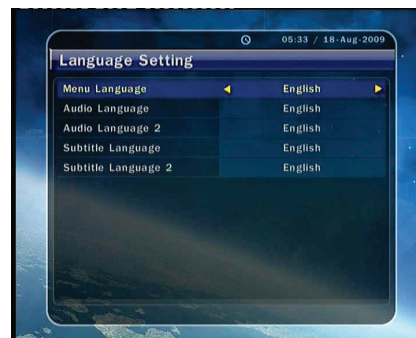 05:33 / 18-Aug-2009
Language Setting
Menu Language English
Audio Language English
Audio Language 2 English
Subtitle Language English
Subtitle Language 2 English